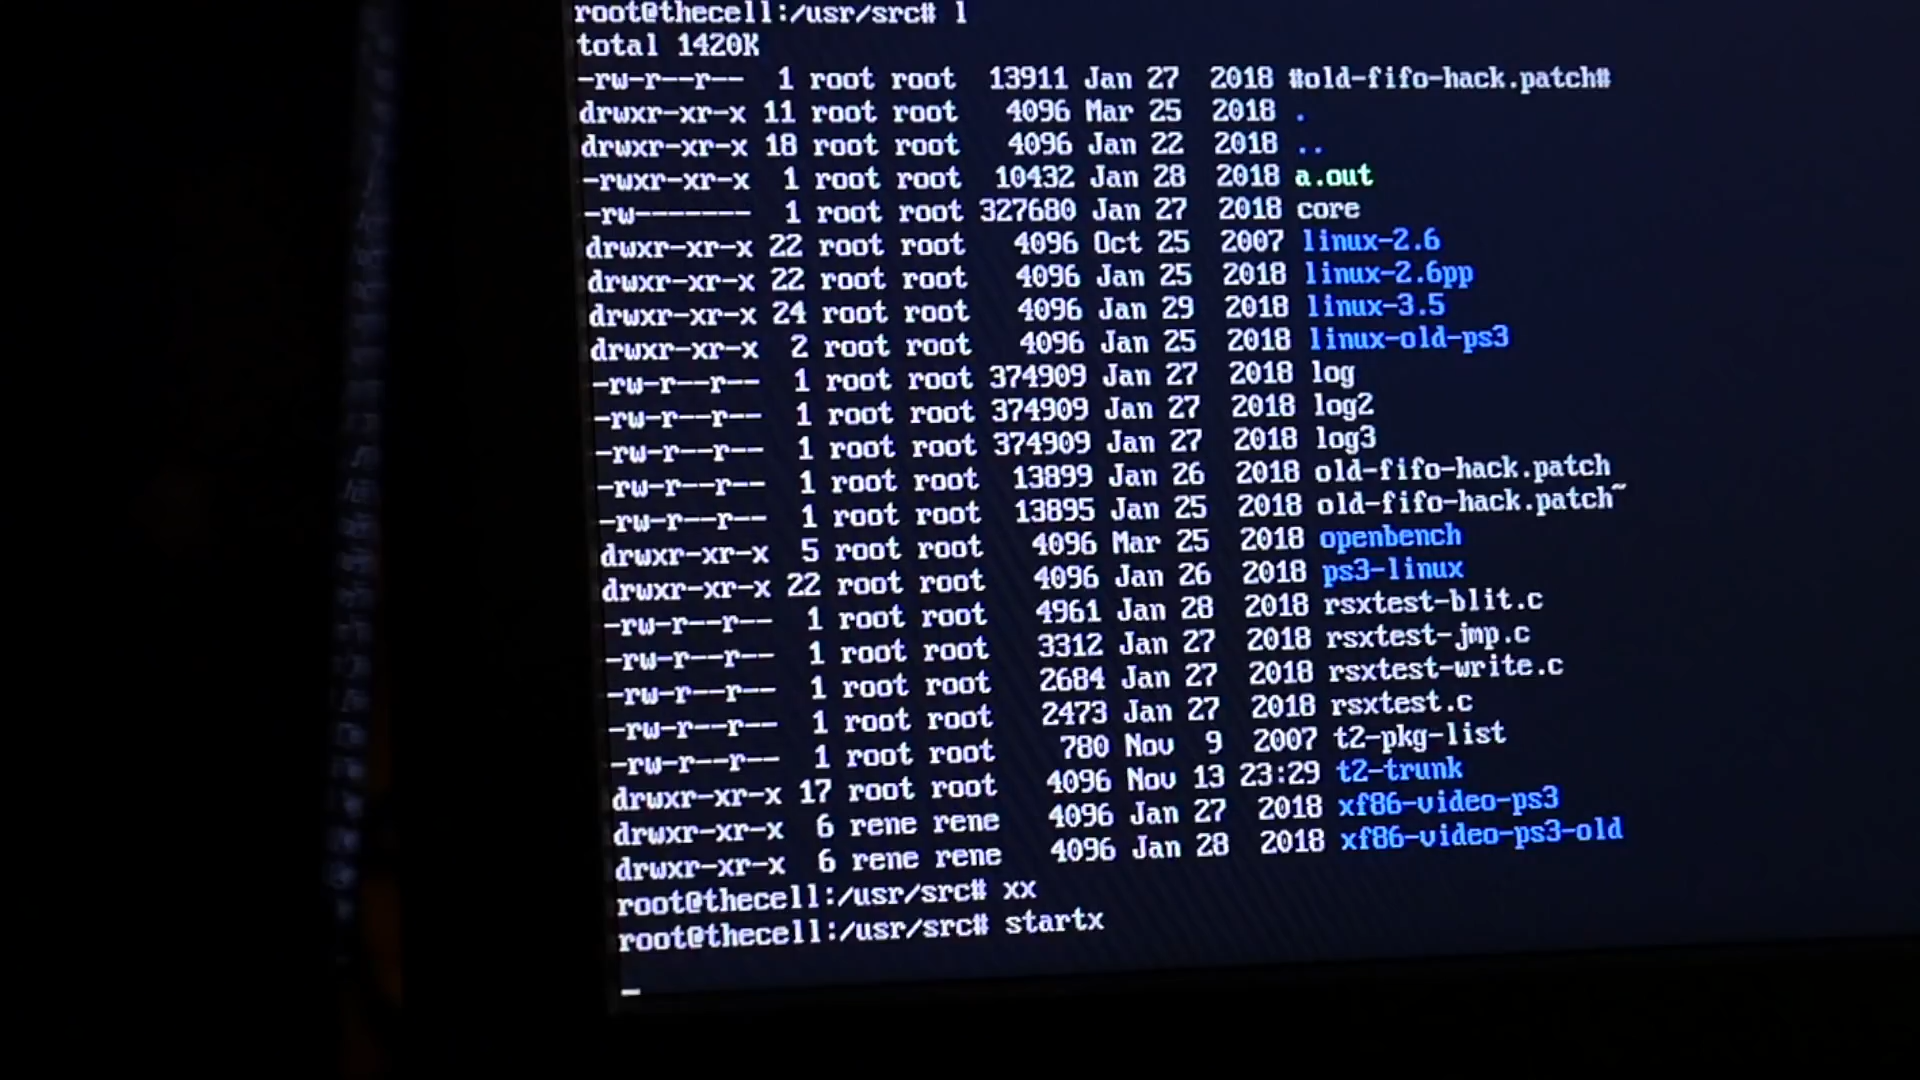 root@thecell:/usr/src# l
total 1420K
-rw-r--r--  1 root root  13911 Jan 27  2018 #old-fifo-hack.patch#
drwxr-xr-x 11 root root   4096 Mar 25  2018 .
drwxr-xr-x 18 root root   4096 Jan 22  2018 ..
-rwxr-xr-x  1 root root  10432 Jan 28  2018 a.out
-rw-------  1 root root 327680 Jan 27  2018 core
drwxr-xr-x 22 root root   4096 Oct 25  2007 linux-2.6
drwxr-xr-x 22 root root   4096 Jan 25  2018 linux-2.6pp
drwxr-xr-x 24 root root   4096 Jan 29  2018 linux-3.5
drwxr-xr-x  2 root root   4096 Jan 25  2018 linux-old-ps3
-rw-r--r--  1 root root 374909 Jan 27  2018 log
-rw-r--r--  1 root root 374909 Jan 27  2018 log2
-rw-r--r--  1 root root 374909 Jan 27  2018 log3
-rw-r--r--  1 root root  13899 Jan 26  2018 old-fifo-hack.patch
-rw-r--r--  1 root root  13895 Jan 25  2018 old-fifo-hack.patch~
drwxr-xr-x  5 root root   4096 Mar 25  2018 openbench
drwxr-xr-x 22 root root   4096 Jan 26  2018 ps3-linux
-rw-r--r--  1 root root   4961 Jan 28  2018 rsxtest-blit.c
-rw-r--r--  1 root root   3312 Jan 27  2018 rsxtest-jmp.c
-rw-r--r--  1 root root   2684 Jan 27  2018 rsxtest-write.c
-rw-r--r--  1 root root   2473 Jan 27  2018 rsxtest.c
-rw-r--r--  1 root root    780 Nov  9  2007 t2-pkg-list
drwxr-xr-x 17 root root   4096 Nov 13 23:29 t2-trunk
drwxr-xr-x  6 rene rene   4096 Jan 27  2018 xf86-video-ps3
drwxr-xr-x  6 rene rene   4096 Jan 28  2018 xf86-video-ps3-old
root@thecell:/usr/src# xx
root@thecell:/usr/src# startx